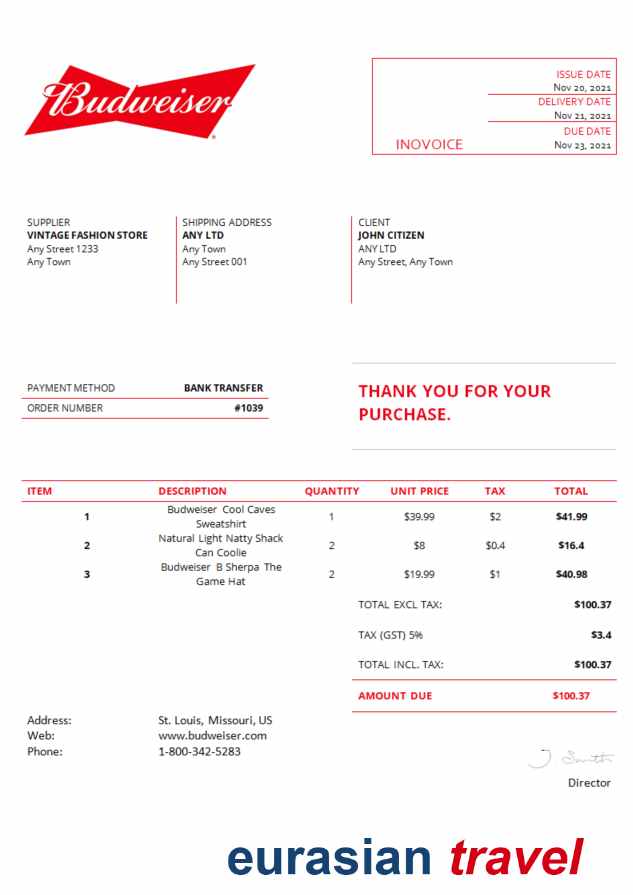 Budweiser
ISSUE DATE
Nov 20, 2021
DELIVERY DATE
Nov 21, 2021
DUE DATE
INOVOICE Nov 23, 2021
SUPPLIER SHIPPING ADDRESS CLIENT
VINTAGE FASHION STORE ANY LTD JOHN CITIZEN
Any Street 1233 Any Town ANY LTD
Any Town Any Street 001 Any Street, Any Town
PAYMENT METHOD BANK TRANSFER
ORDER NUMBER #1039
THANK YOU FOR YOUR
PURCHASE.
ITEM DESCRIPTION QUANTITY UNIT PRICE TAX TOTAL
1 Budweiser Cool Caves 1 $39.99 $2 $41.99
Sweatshirt
2 Natural Light Natty Shack 2 $8 $0.4 $16.4
Can Coolie
3 Budweiser B Sherpa The 2 $19.99 $1 $40.98
Game Hat
TOTAL EXCL TAX: $100.37
TAX (GST) 5% $3.4
TOTAL INCL. TAX: $100.37
AMOUNT DUE $100.37
Address: St. Louis, Missouri, US
Web: www.budweiser.com
Phone: 1-800-342-5283
J Smith
Director
eurasian travel